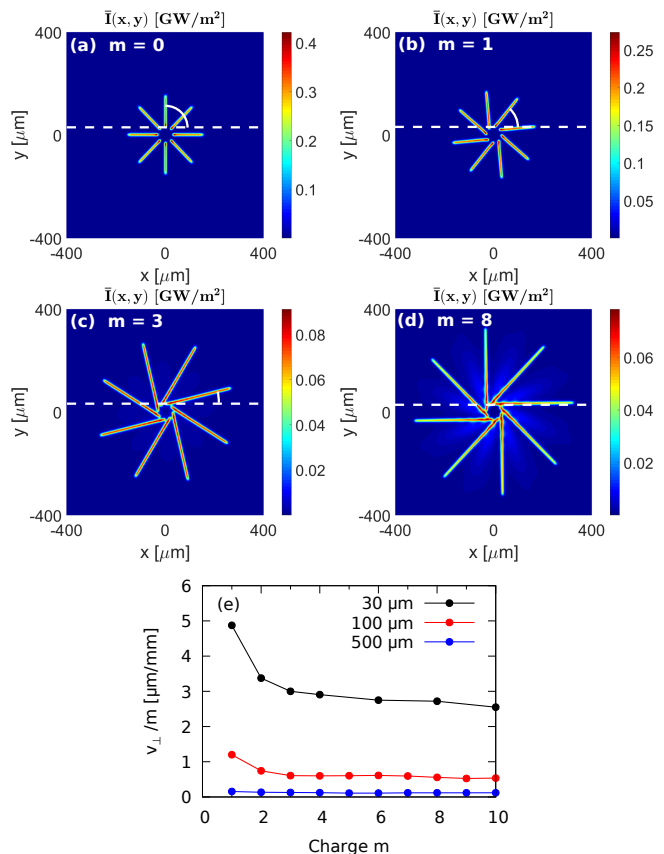 Ī(x, y) [GW/m²]
(a) m = 0
400
0
-400
y [μm]
-400 0 400
x [μm]
0.4
0.3
0.2
0.1
Ī(x, y) [GW/m²]
(b) m = 1
400
0
-400
y [μm]
-400 0 400
x [μm]
0.25
0.20
0.15
0.10
0.05
Ī(x, y) [GW/m²]
(c) m = 3
400
0
-400
y [μm]
-400 0 400
x [μm]
0.08
0.06
0.04
0.02
Ī(x, y) [GW/m²]
(d) m = 8
400
0
-400
y [μm]
-400 0 400
x [μm]
0.06
0.04
0.02
(e)
30 μm
100 μm
500 μm
6
5
4
3
2
1
0
v⊥ /m [μm/mm]
0 2 4 6 8 10
Charge m